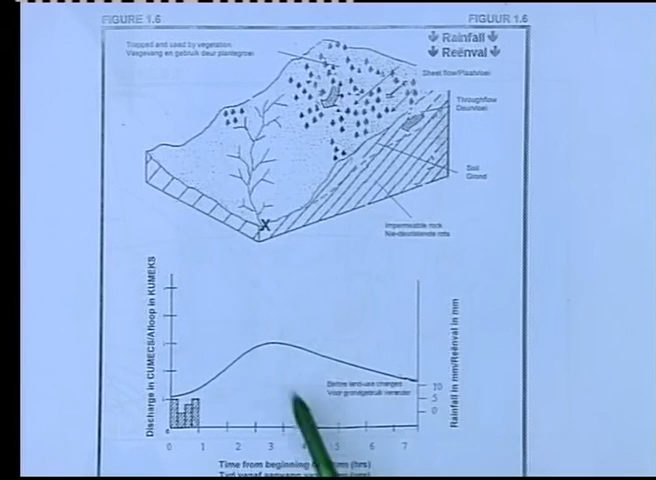 FIGURE 1.6
FIGUUR 1.6
Rainfall
Reënval
Trapped and used by vegetation
Vasgevang en gebruik deur plantegroei
Sheet flow/Plaatvloei
Throughflow
Deurvloei
Soil
Grond
X
Impermeable rock
Nie-deurlatende rots
Discharge in CUMECS/Afloop in KUMEKS
Rainfall in mm/Reënval in mm
Before land-use changes
Voor grondgebruik verander
10
5
0
0 1 2 3 5 6 7
Time from beginning (hrs)